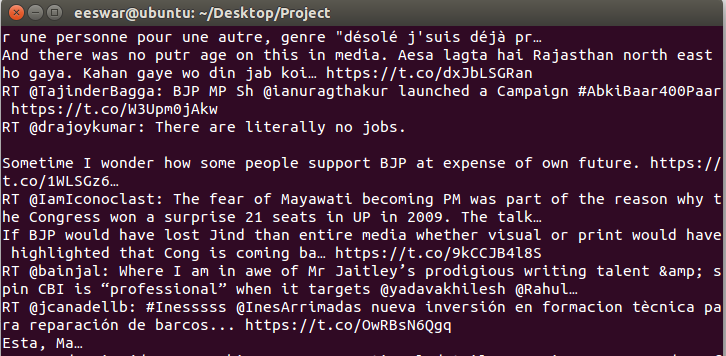 eeswar@ubuntu: ~/Desktop/Project
r une personne pour une autre, genre "désolé j'suis déjà pr…
And there was no putr age on this in media. Aesa lagta hai Rajasthan north east
ho gaya. Kahan gaye wo din jab koi… https://t.co/dxJbLSGRan
RT @TajinderBagga: BJP MP Sh @ianuragthakur launched a Campaign #AbkiBaar400Paar
https://t.co/W3Upm0jAkw
RT @drajoykumar: There are literally no jobs.
Sometime I wonder how some people support BJP at expense of own future. https://
t.co/1WLSGz6…
RT @IamIconoclast: The fear of Mayawati becoming PM was part of the reason why t
he Congress won a surprise 21 seats in UP in 2009. The talk…
If BJP would have lost Jind than entire media whether visual or print would have
highlighted that Cong is coming ba… https://t.co/9kCCJB4l8S
RT @bainjal: Where I am in awe of Mr Jaitley’s prodigious writing talent &amp; s
pin CBI is “professional” when it targets @yadavakhilesh @Rahul…
RT @jcanadellb: #Inesssss @InesArrimadas nueva inversión en formacion tècnica pa
ra reparación de barcos... https://t.co/OwRBsN6Qgq
Esta, Ma…